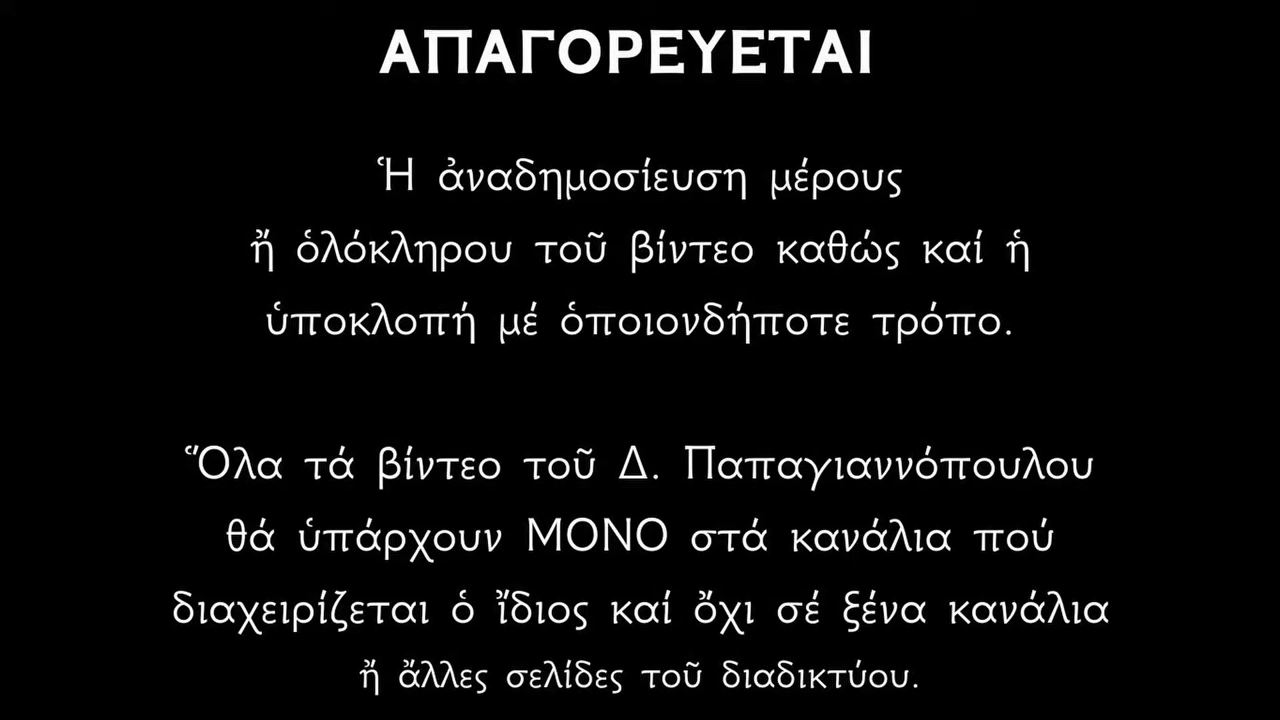 ΑΠΑΓΟΡΕΥΕΤΑΙ
Ἡ ἀναδημοσίευση μέρους
ἤ ὁλόκληρου τοῦ βίντεο καθώς καί ἡ
ὑποκλοπή μέ ὁποιονδήποτε τρόπο.
Ὅλα τά βίντεο τοῦ Δ. Παπαγιαννόπουλου
θά ὑπάρχουν ΜΟΝΟ στά κανάλια πού
διαχειρίζεται ὁ ἴδιος καί ὄχι σέ ξένα κανάλια
ἤ ἄλλες σελίδες τοῦ διαδικτύου.